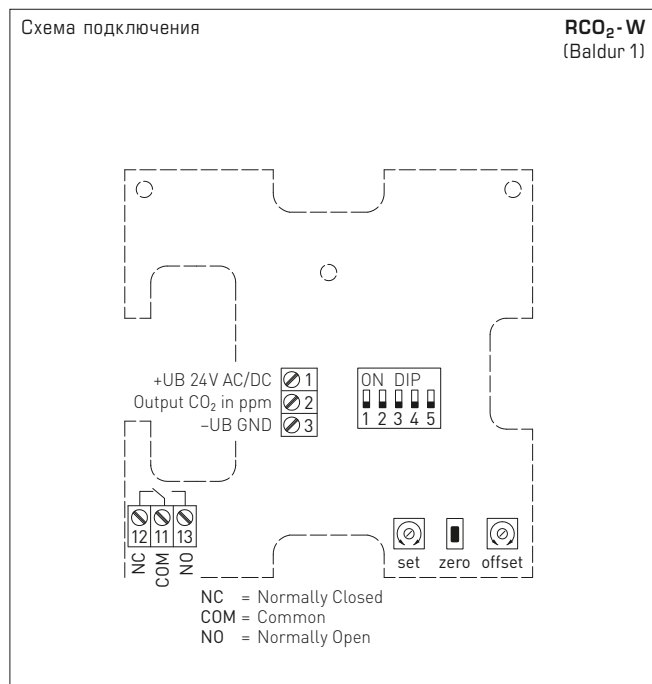 Схема подключения
RCO₂-W
(Baldur 1)
+UB 24V AC/DC 1
Output CO₂ in ppm 2
–UB GND 3
ON DIP
1 2 3 4 5
12 11 13
NC COM NO
set zero offset
NC = Normally Closed
COM = Common
NO = Normally Open